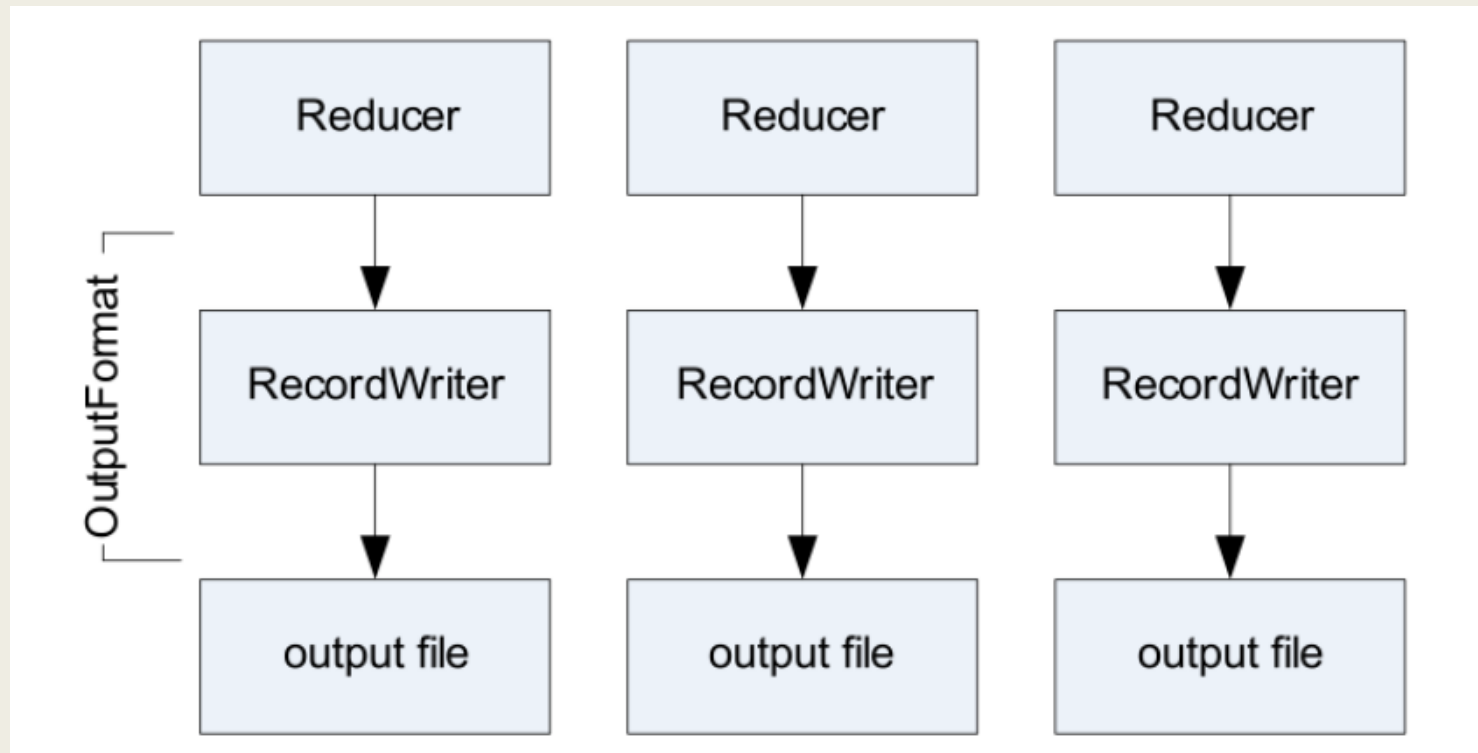 Reducer Reducer Reducer
OutputFormat
RecordWriter RecordWriter RecordWriter
output file output file output file